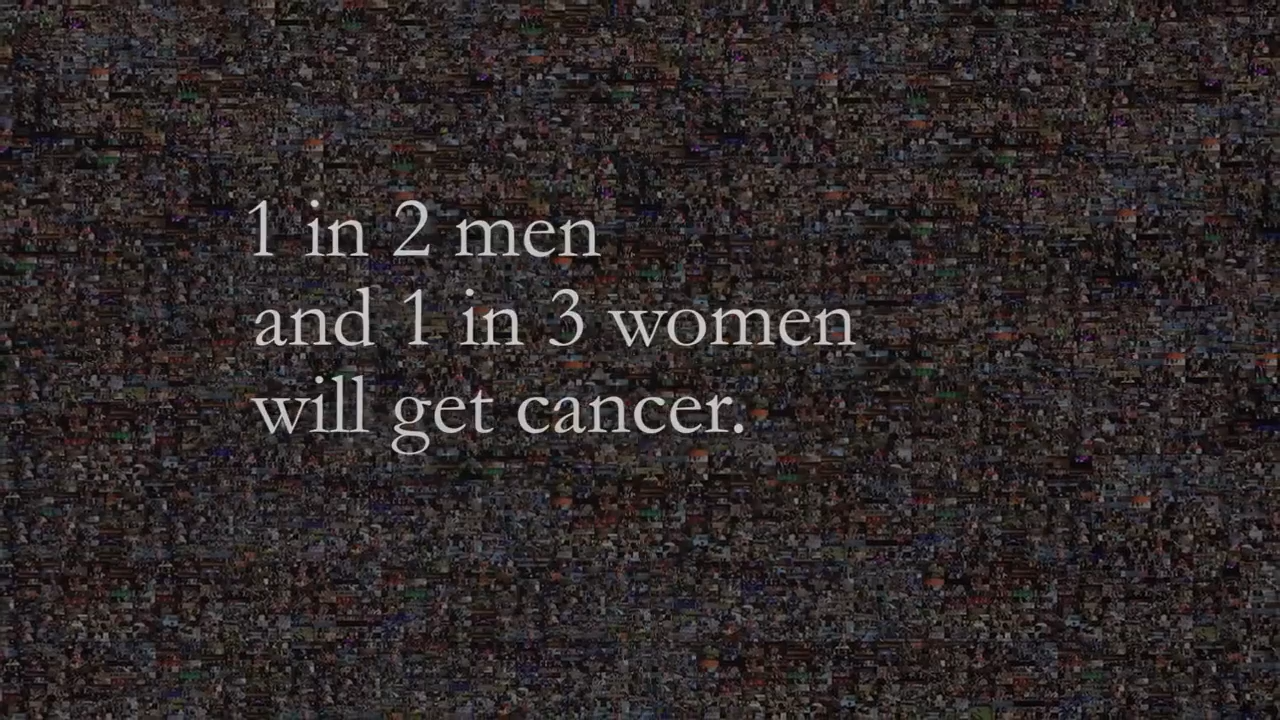 1 in 2 men
and 1 in 3 women
will get cancer.